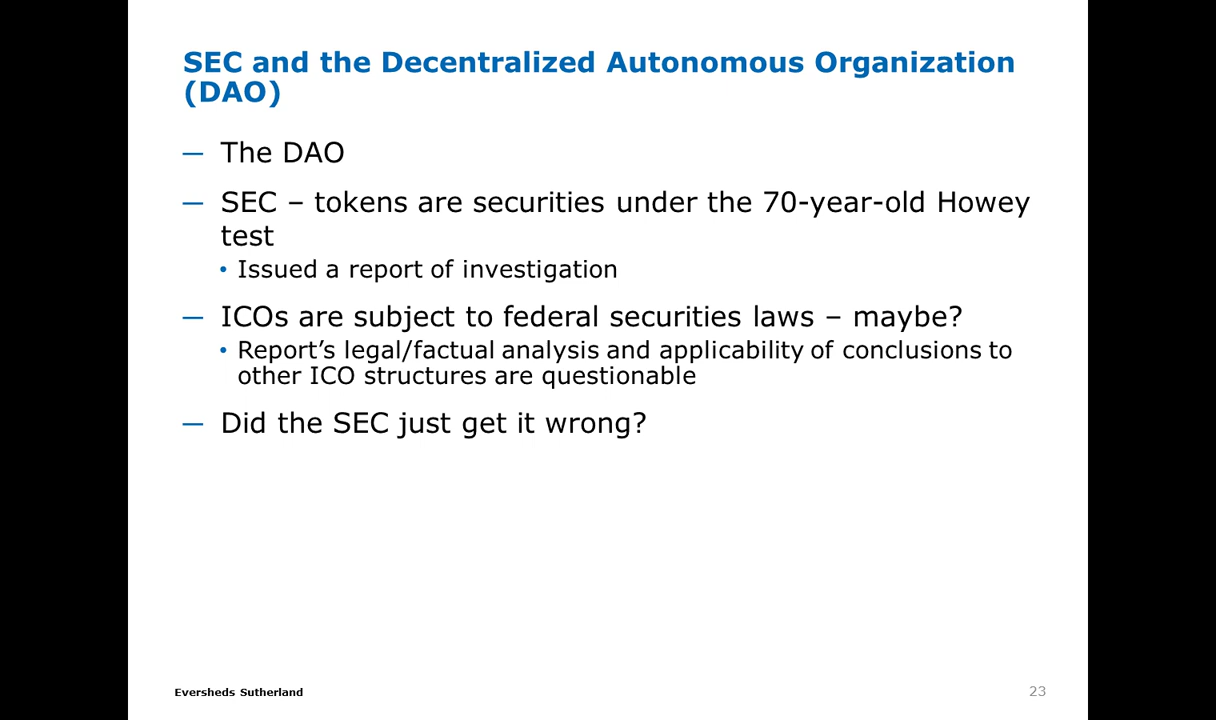 SEC and the Decentralized Autonomous Organization
(DAO)
— The DAO
— SEC – tokens are securities under the 70-year-old Howey
test
• Issued a report of investigation
— ICOs are subject to federal securities laws – maybe?
• Report’s legal/factual analysis and applicability of conclusions to
other ICO structures are questionable
— Did the SEC just get it wrong?
Eversheds Sutherland
23